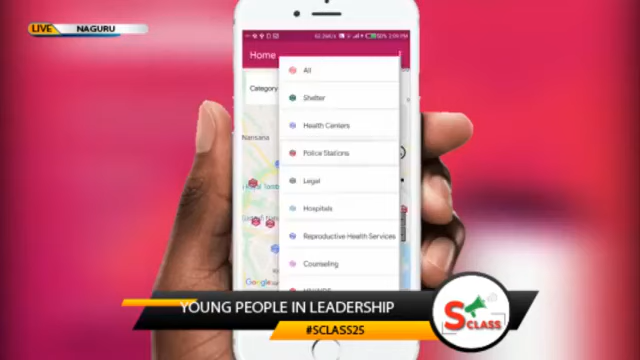 LIVE NAGURU
Home
All
Category
Shelter
Health Centers
Nansana
Police Stations
Legal
Hospitals
Reproductive Health Services
Counseling
Google
YOUNG PEOPLE IN LEADERSHIP
#SCLASS25
S CLASS